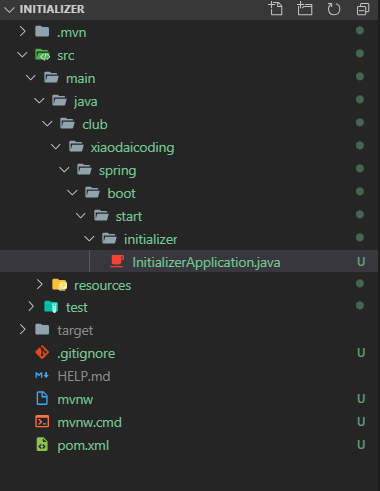 INITIALIZER
.mvn
src
main
java
club
xiaodaicoding
spring
boot
start
initializer
InitializerApplication.java U
resources
test
target
.gitignore U
HELP.md
mvnw U
mvnw.cmd U
pom.xml U